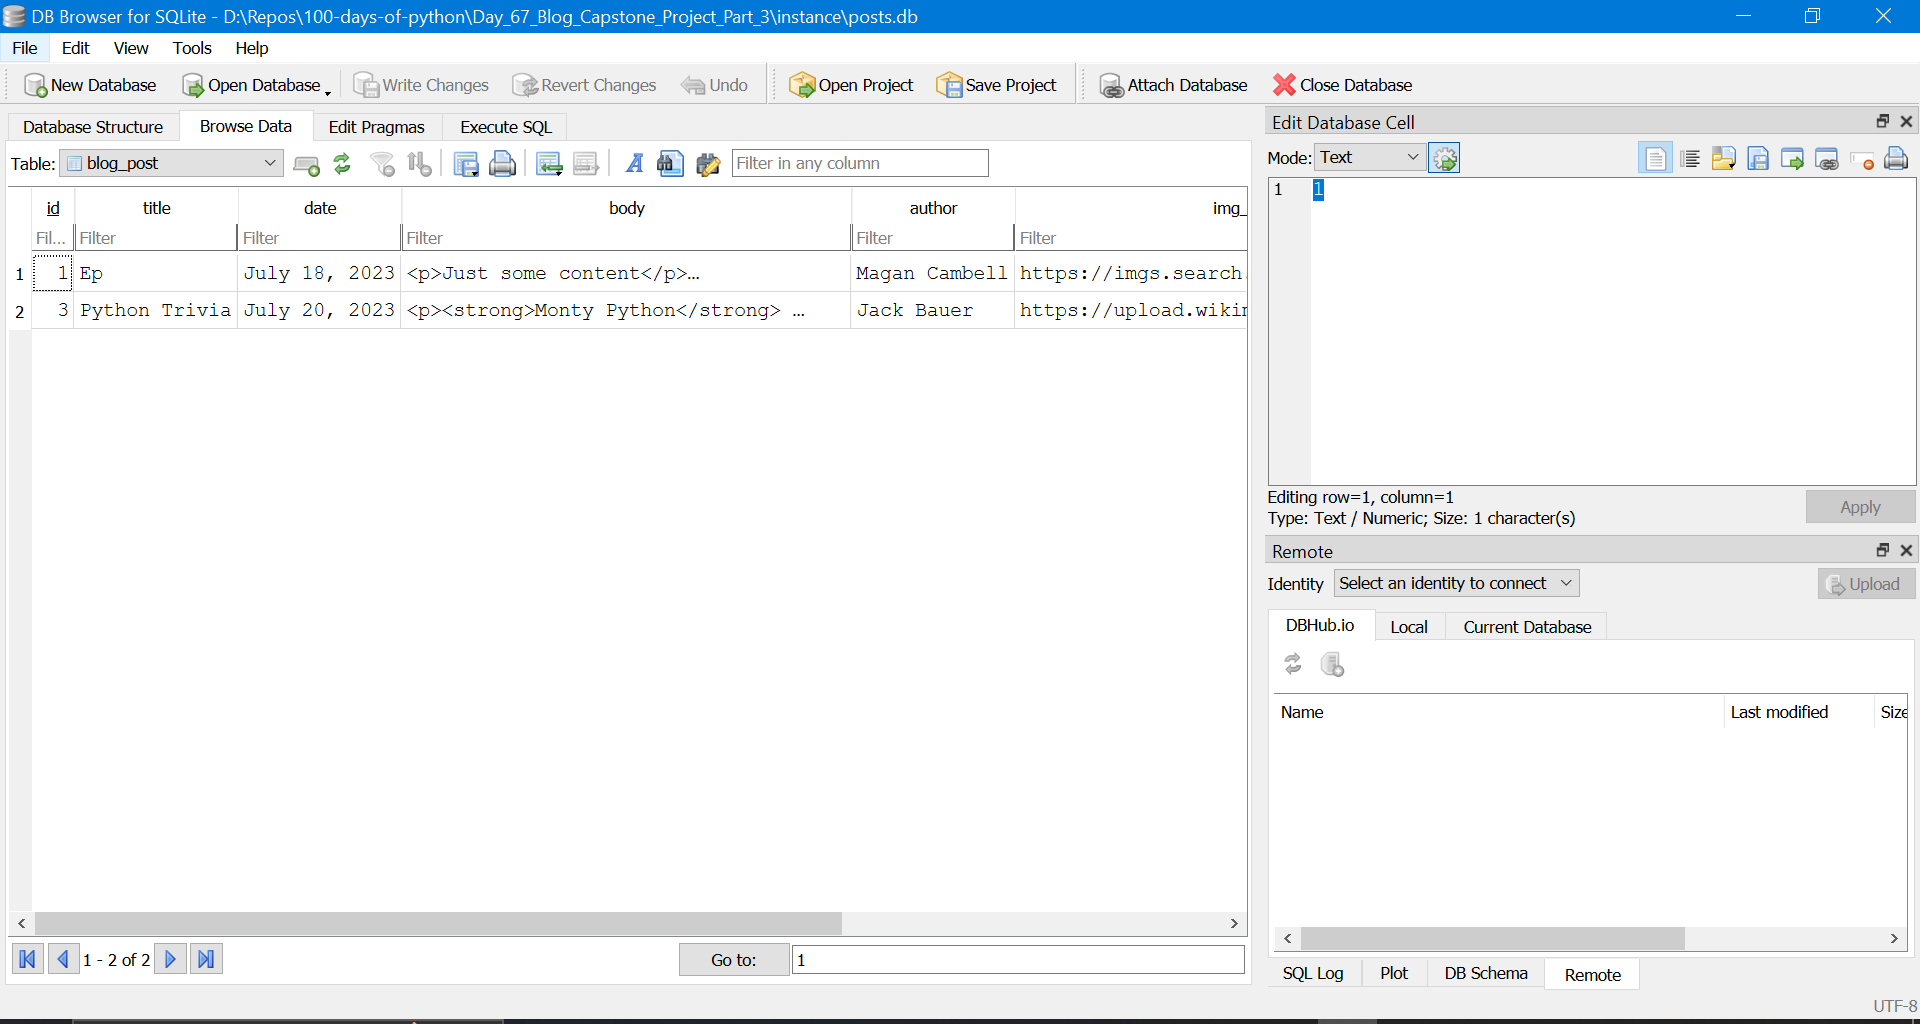 DB Browser for SQLite - D:\Repos\100-days-of-python\Day_67_Blog_Capstone_Project_Part_3\instance\posts.db
File Edit View Tools Help
New Database Open Database Write Changes Revert Changes Undo Open Project Save Project Attach Database Close Database
Database Structure Browse Data Edit Pragmas Execute SQL
Table: blog_post Filter in any column
id title date body author img_
Fil... Filter Filter Filter Filter Filter
1 1 Ep July 18, 2023 <p>Just some content</p>… Magan Cambell https://imgs.search.
2 3 Python Trivia July 20, 2023 <p><strong>Monty Python</strong> … Jack Bauer https://upload.wikim
1 - 2 of 2 Go to: 1
Edit Database Cell
Mode: Text
1 1
Editing row=1, column=1
Type: Text / Numeric; Size: 1 character(s)
Apply
Remote
Identity Select an identity to connect Upload
DBHub.io Local Current Database
Name Last modified Size
SQL Log Plot DB Schema Remote
UTF-8